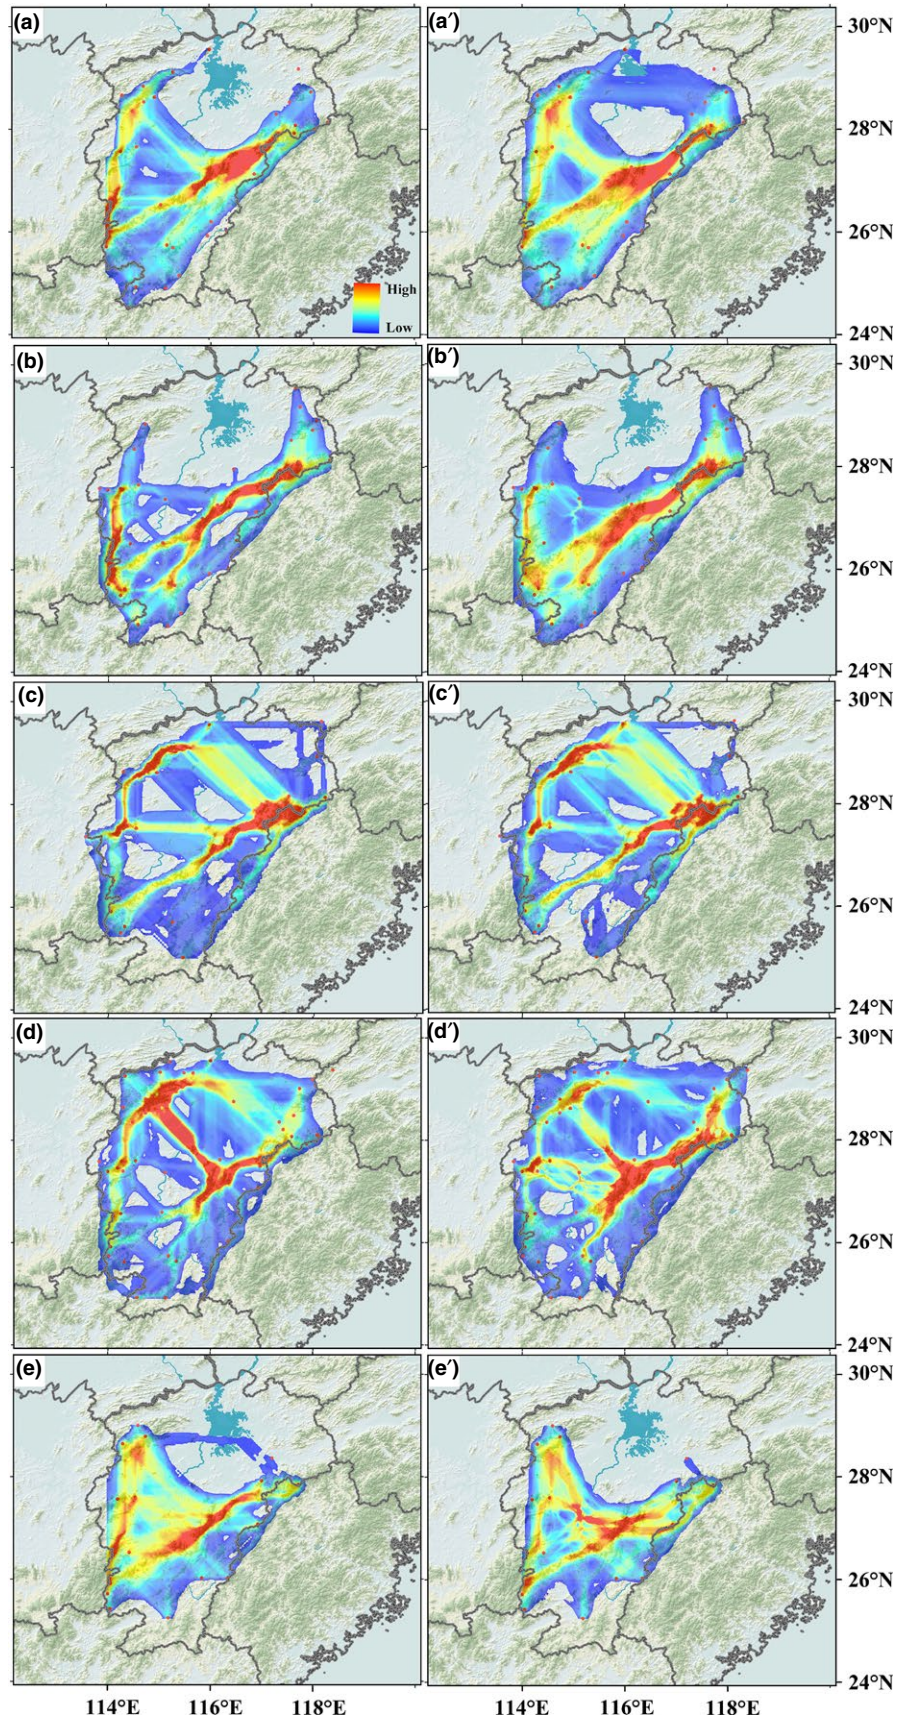 (a) (a′) 30°N
28°N
26°N
High
Low
24°N
(b) (b′) 30°N
28°N
26°N
24°N
(c) (c′) 30°N
28°N
26°N
24°N
(d) (d′) 30°N
28°N
26°N
24°N
(e) (e′) 30°N
28°N
26°N
24°N
114°E 116°E 118°E 114°E 116°E 118°E